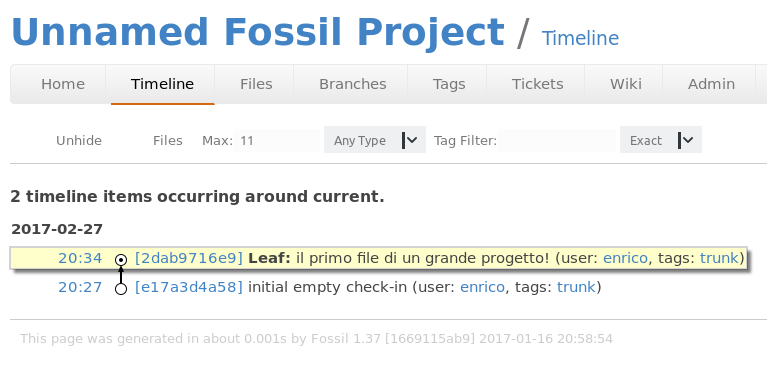 Unnamed Fossil Project / Timeline
Home Timeline Files Branches Tags Tickets Wiki Admin
Unhide Files Max: 11 Any Type Tag Filter: Exact
2 timeline items occurring around current.
2017-02-27
20:34 [2dab9716e9] Leaf: il primo file di un grande progetto! (user: enrico, tags: trunk)
20:27 [e17a3d4a58] initial empty check-in (user: enrico, tags: trunk)
This page was generated in about 0.001s by Fossil 1.37 [1669115ab9] 2017-01-16 20:58:54